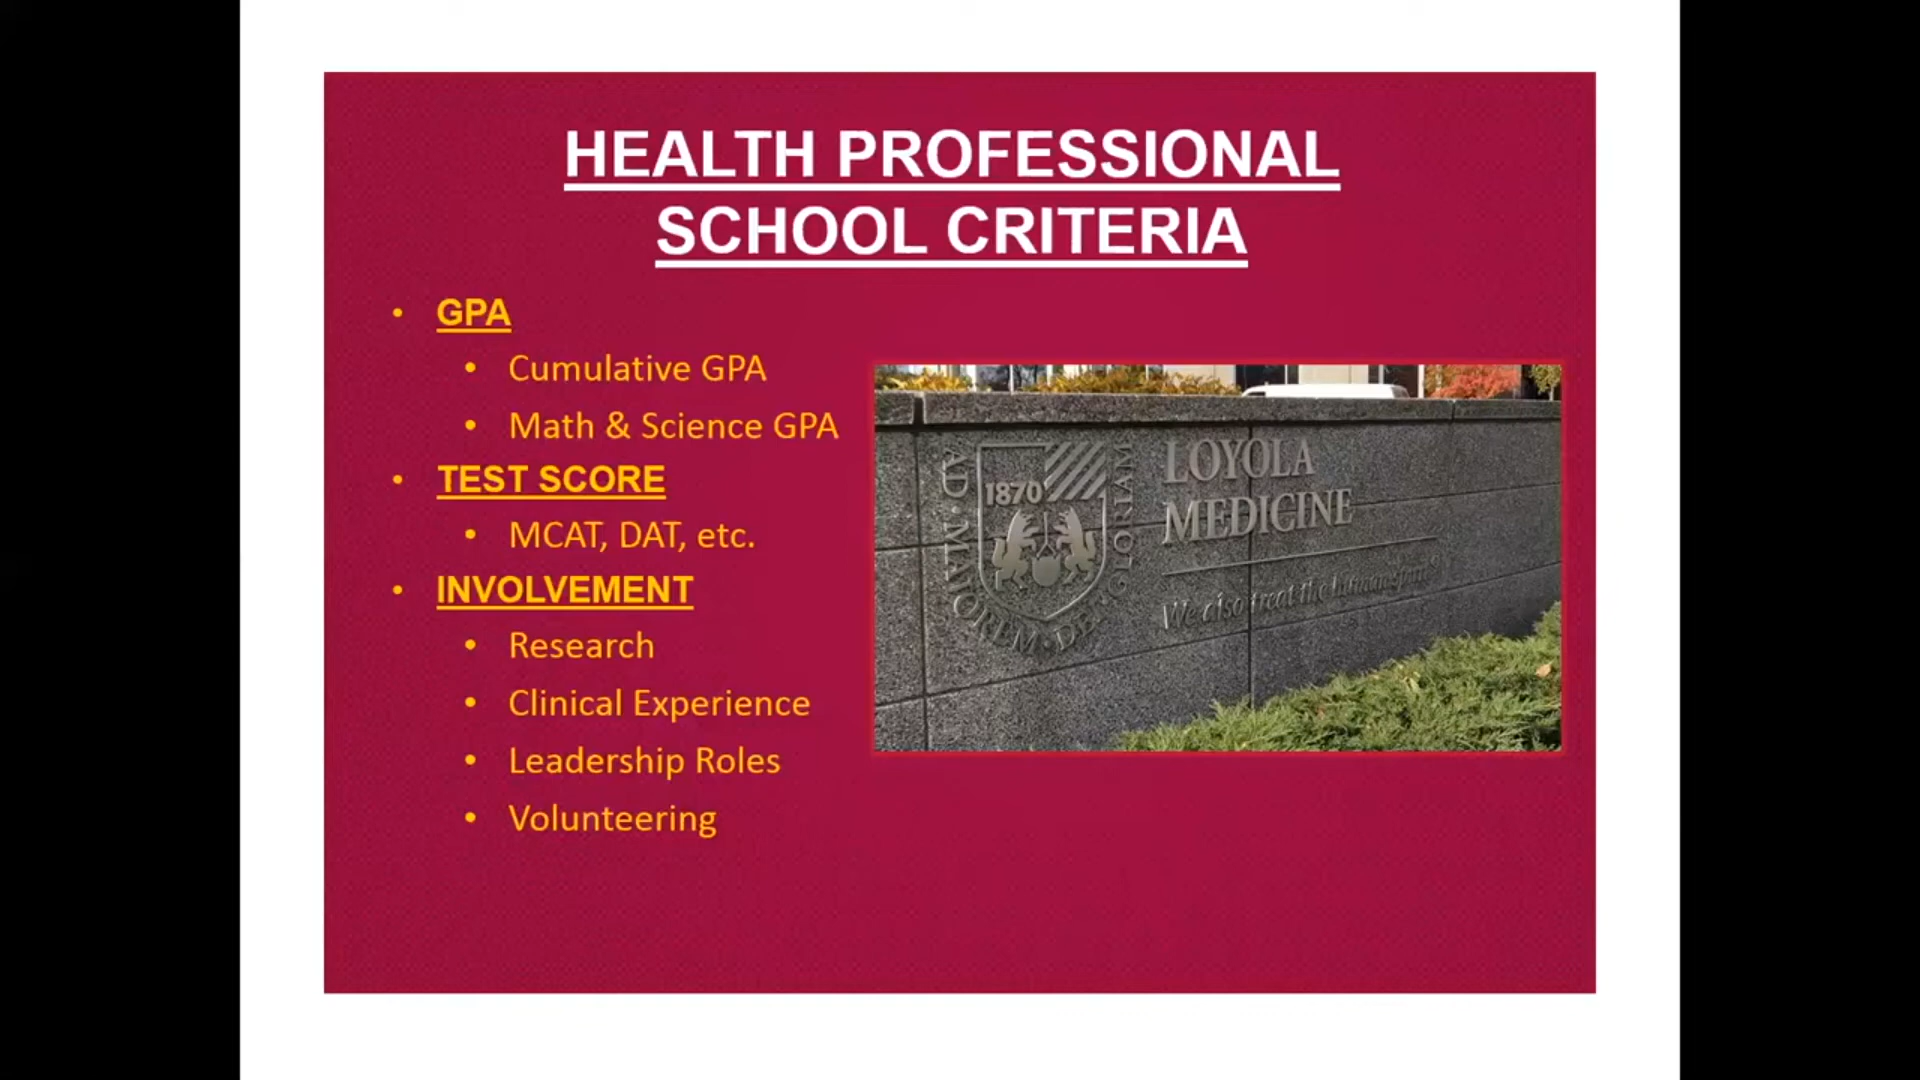 HEALTH PROFESSIONAL
SCHOOL CRITERIA
• GPA
• Cumulative GPA
• Math & Science GPA
• TEST SCORE
• MCAT, DAT, etc.
• INVOLVEMENT
• Research
• Clinical Experience
• Leadership Roles
• Volunteering
AD • MAIOREM • DEI • GLORIAM
1870
LOYOLA
MEDICINE
We also treat the human spirit®